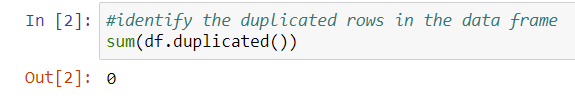 In [2]: #identify the duplicated rows in the data frame
sum(df.duplicated())
Out[2]: 0